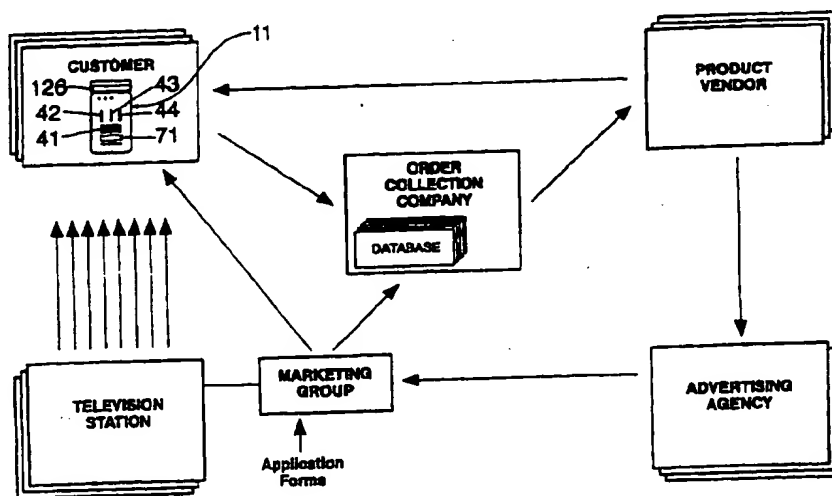 CUSTOMER
11
126
43
42
44
41
71
PRODUCT
VENDOR
ORDER
COLLECTION
COMPANY
DATABASE
TELEVISION
STATION
MARKETING
GROUP
Application
Forms
ADVERTISING
AGENCY